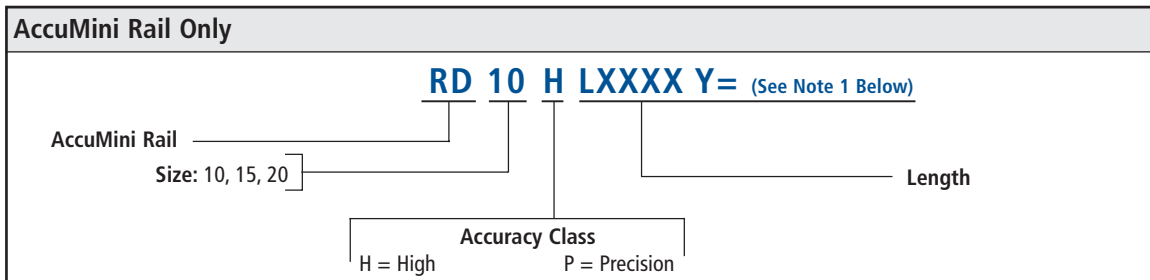 AccuMini Rail Only
RD 10 H LXXXX Y= (See Note 1 Below)
AccuMini Rail
Size: 10, 15, 20
Length
Accuracy Class
H = High P = Precision